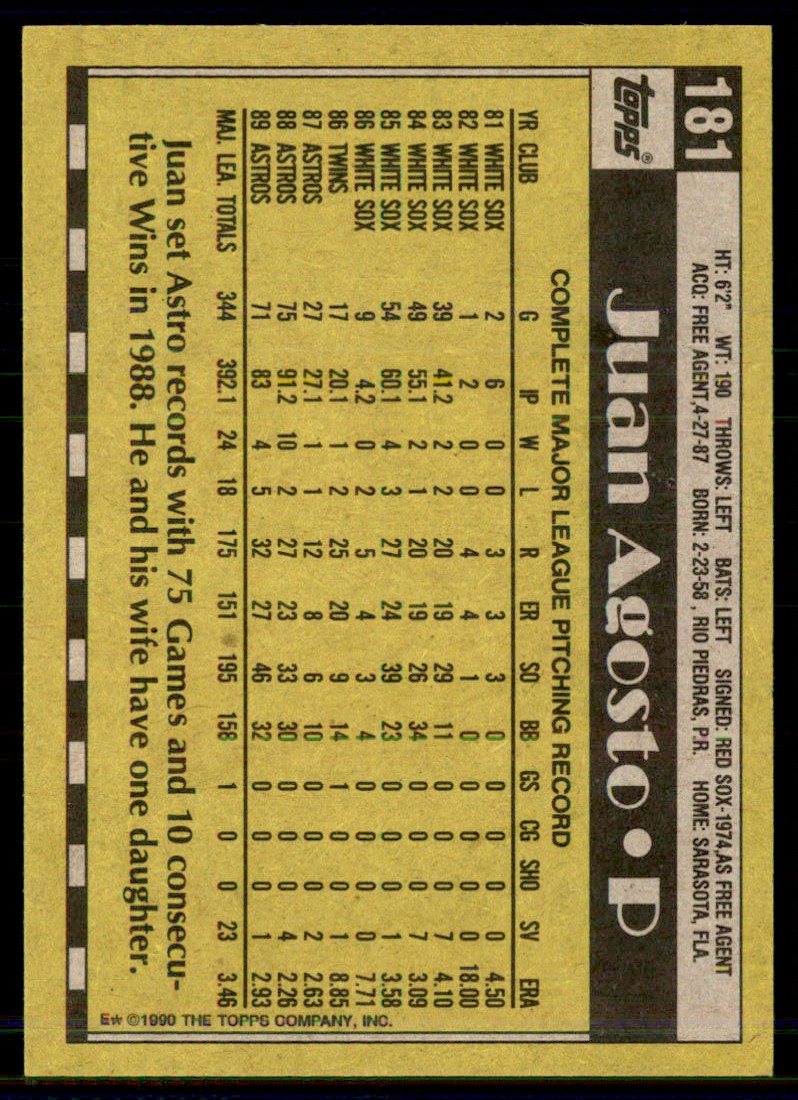 181
HT: 6'2" WT: 190 THROWS: LEFT BATS: LEFT SIGNED: RED SOX-1974,AS FREE AGENT
ACQ: FREE AGENT,4-27-87 BORN: 2-23-58 , RIO PIEDRAS, P.R. HOME: SARASOTA, FLA.
topps®
Juan Agosto • P
COMPLETE MAJOR LEAGUE PITCHING RECORD
YR CLUB G IP W L R ER SO BB GS CG SHO SV ERA
81 WHITE SOX 2 6 0 0 3 3 3 0 0 0 0 0 4.50
82 WHITE SOX 1 2 0 0 4 4 1 0 0 0 0 0 18.00
83 WHITE SOX 39 41.2 2 2 20 19 29 11 0 0 0 7 4.10
84 WHITE SOX 49 55.1 2 1 20 19 26 34 0 0 0 7 3.09
85 WHITE SOX 54 60.1 4 3 27 24 39 23 0 0 0 1 3.58
86 WHITE SOX 9 4.2 0 2 5 4 3 4 0 0 0 0 7.71
86 TWINS 17 20.1 1 2 25 20 9 14 1 0 0 1 8.85
87 ASTROS 27 27.1 1 1 12 8 6 10 0 0 0 2 2.63
88 ASTROS 75 91.2 10 2 27 23 33 30 0 0 0 4 2.26
89 ASTROS 71 83 4 5 32 27 46 32 0 0 0 1 2.93
MAJ. LEA. TOTALS 344 392.1 24 18 175 151 195 158 1 0 0 23 3.46
Juan set Astro records with 75 Games and 10 consecu-
tive Wins in 1988. He and his wife have one daughter.
E☆ ©1990 THE TOPPS COMPANY, INC.